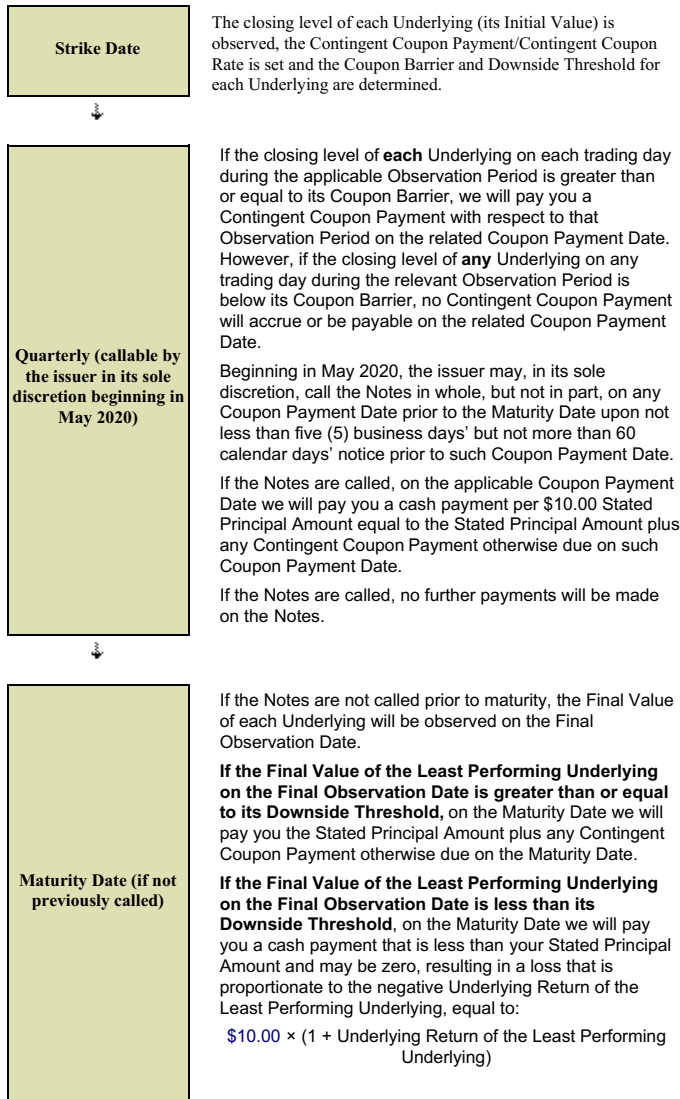 Strike Date
The closing level of each Underlying (its Initial Value) is
observed, the Contingent Coupon Payment/Contingent Coupon
Rate is set and the Coupon Barrier and Downside Threshold for
each Underlying are determined.
Quarterly (callable by
the issuer in its sole
discretion beginning in
May 2020)
If the closing level of each Underlying on each trading day
during the applicable Observation Period is greater than
or equal to its Coupon Barrier, we will pay you a
Contingent Coupon Payment with respect to that
Observation Period on the related Coupon Payment Date.
However, if the closing level of any Underlying on any
trading day during the relevant Observation Period is
below its Coupon Barrier, no Contingent Coupon Payment
will accrue or be payable on the related Coupon Payment
Date.
Beginning in May 2020, the issuer may, in its sole
discretion, call the Notes in whole, but not in part, on any
Coupon Payment Date prior to the Maturity Date upon not
less than five (5) business days’ but not more than 60
calendar days’ notice prior to such Coupon Payment Date.
If the Notes are called, on the applicable Coupon Payment
Date we will pay you a cash payment per $10.00 Stated
Principal Amount equal to the Stated Principal Amount plus
any Contingent Coupon Payment otherwise due on such
Coupon Payment Date.
If the Notes are called, no further payments will be made
on the Notes.
Maturity Date (if not
previously called)
If the Notes are not called prior to maturity, the Final Value
of each Underlying will be observed on the Final
Observation Date.
If the Final Value of the Least Performing Underlying
on the Final Observation Date is greater than or equal
to its Downside Threshold, on the Maturity Date we will
pay you the Stated Principal Amount plus any Contingent
Coupon Payment otherwise due on the Maturity Date.
If the Final Value of the Least Performing Underlying
on the Final Observation Date is less than its
Downside Threshold, on the Maturity Date we will pay
you a cash payment that is less than your Stated Principal
Amount and may be zero, resulting in a loss that is
proportionate to the negative Underlying Return of the
Least Performing Underlying, equal to:
$10.00 × (1 + Underlying Return of the Least Performing
Underlying)